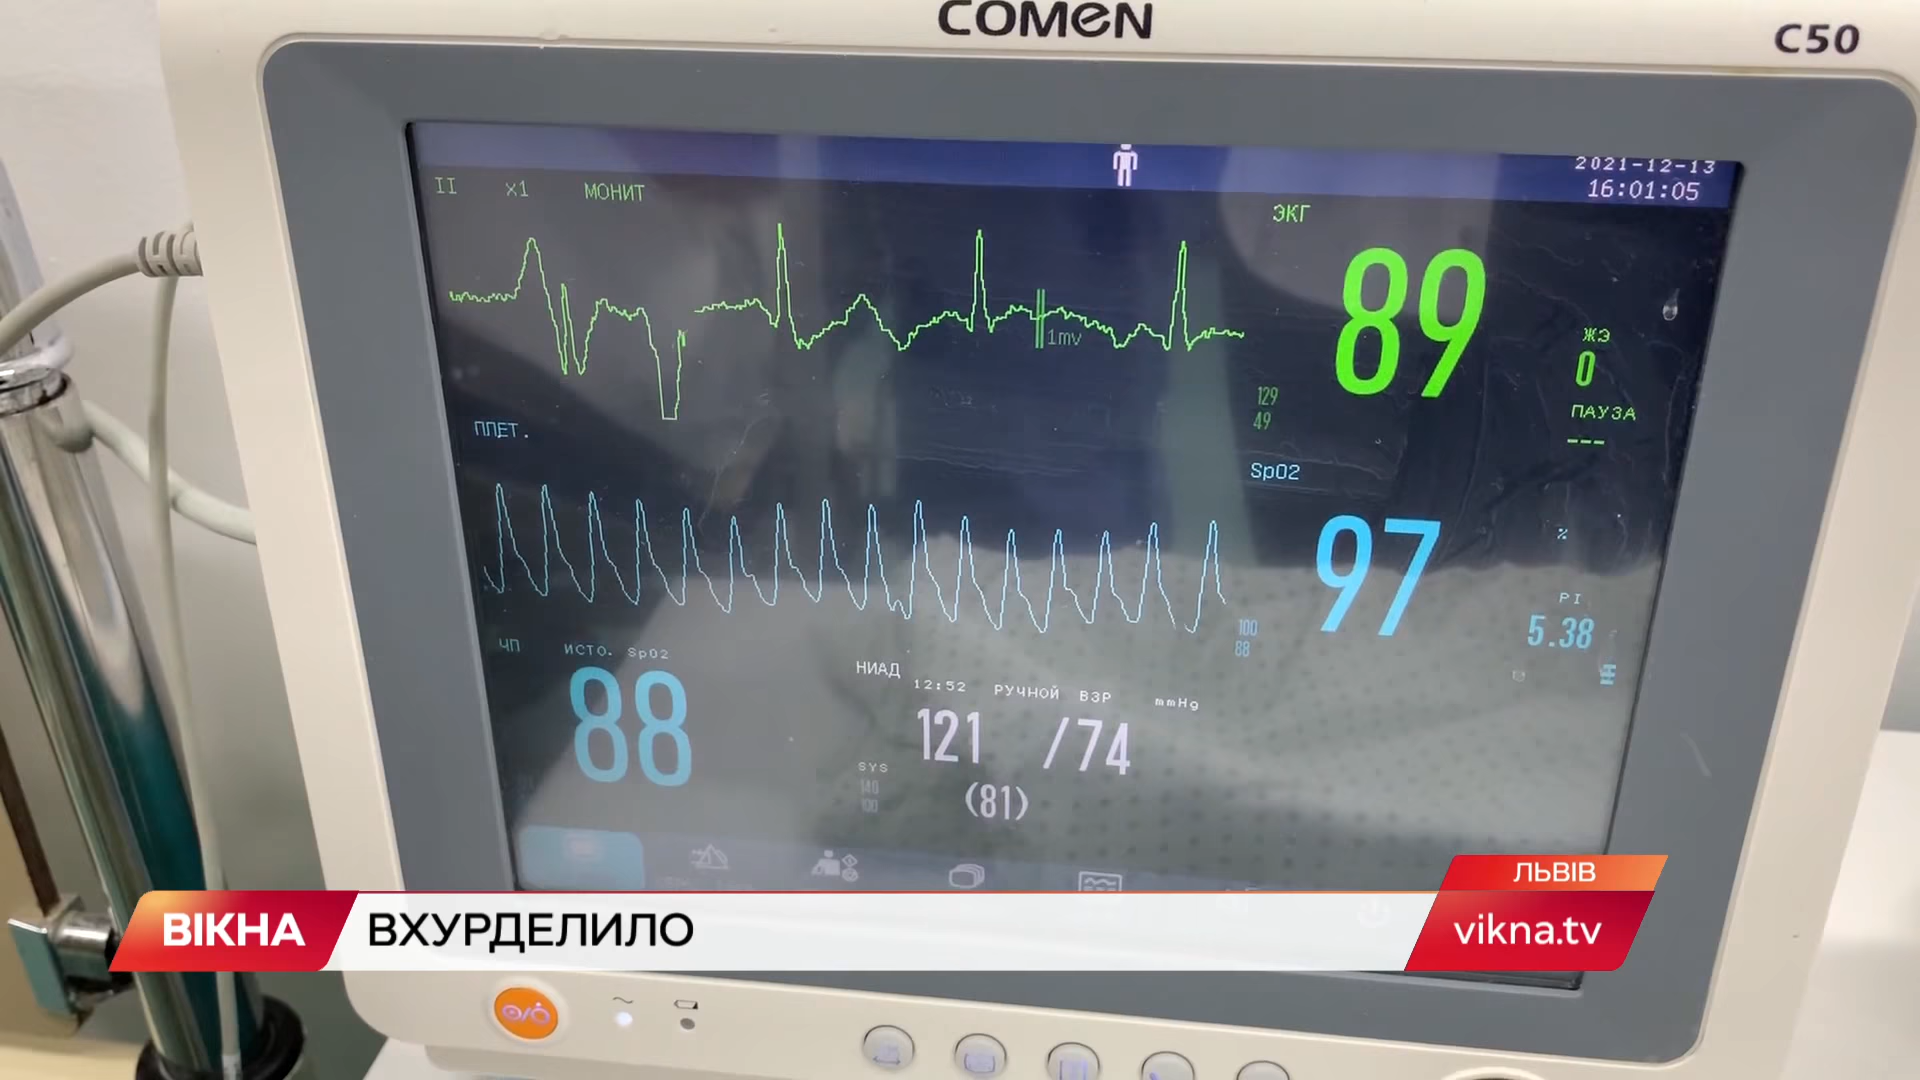 COMEN
C50
2021-12-13
16:01:05
II x1 МОНИТ
ЭКГ
89
ЖЭ
0
ПАУЗА
---
129
49
1mv
ПЛЕТ.
SpO2
97
%
PI
5.38
100
88
ЧП ИСТО. SpO2
88
НИАД 12:52 РУЧНОЙ ВЗР mmHg
121 /74
SYS
140
100
(81)
ЛЬВІВ
ВІКНА ВХУРДЕЛИЛО vikna.tv